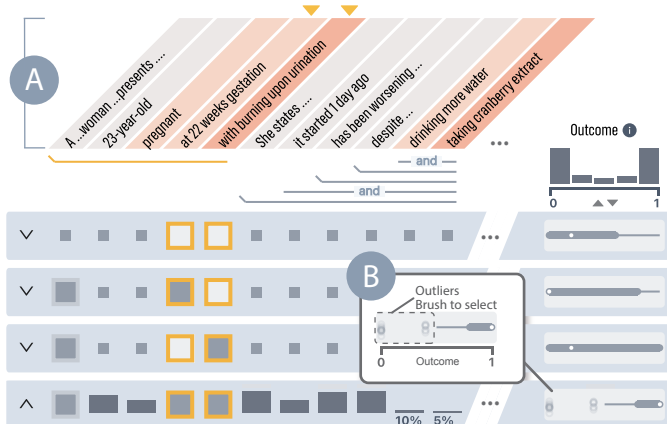 A
A ...woman ...presents ....
23-year-old
pregnant
at 22 weeks gestation
with burning upon urination
She states ....
it started 1 day ago
has been worsening ...
despite ...
drinking more water
taking cranberry extract
...
Outcome i
0 1
and
and
...
B
Outliers
Brush to select
0 Outcome 1
...
10% 5%